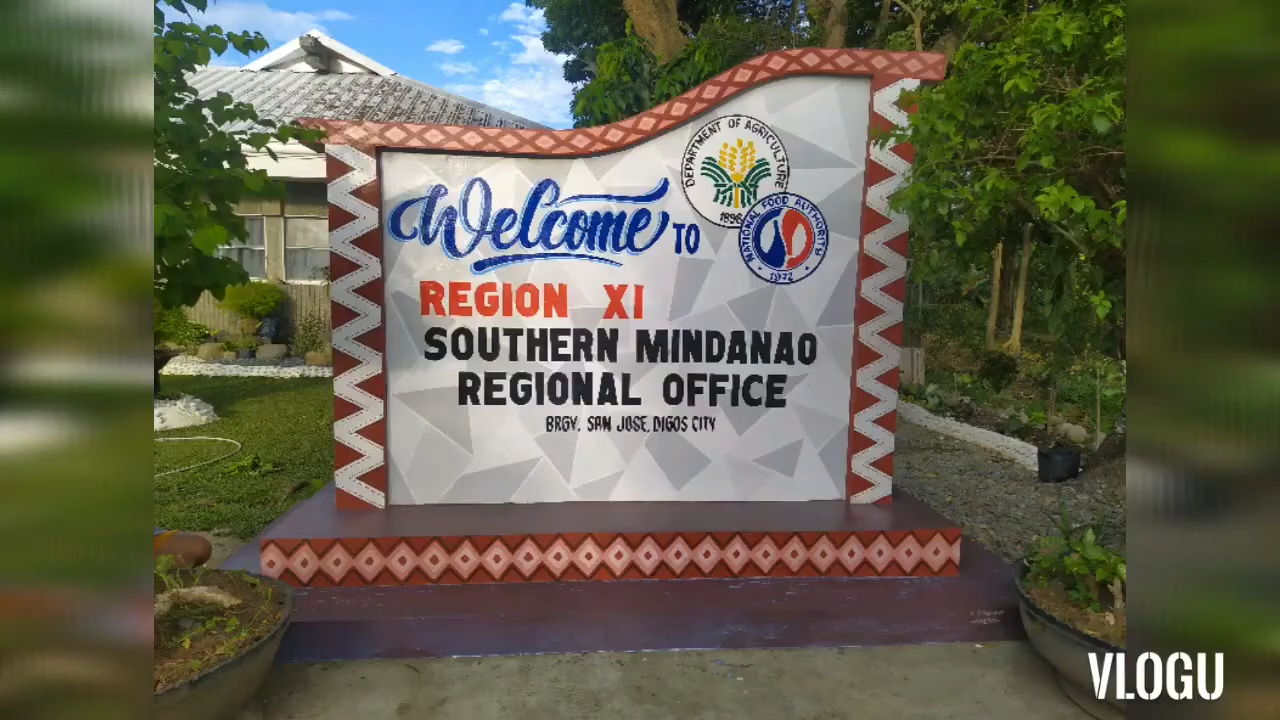 Welcome TO
DEPARTMENT OF AGRICULTURE
1898
NATIONAL FOOD AUTHORITY
1972
REGION XI
SOUTHERN MINDANAO
REGIONAL OFFICE
BRGY. SAN JOSE, DIGOS CITY
VLOGU